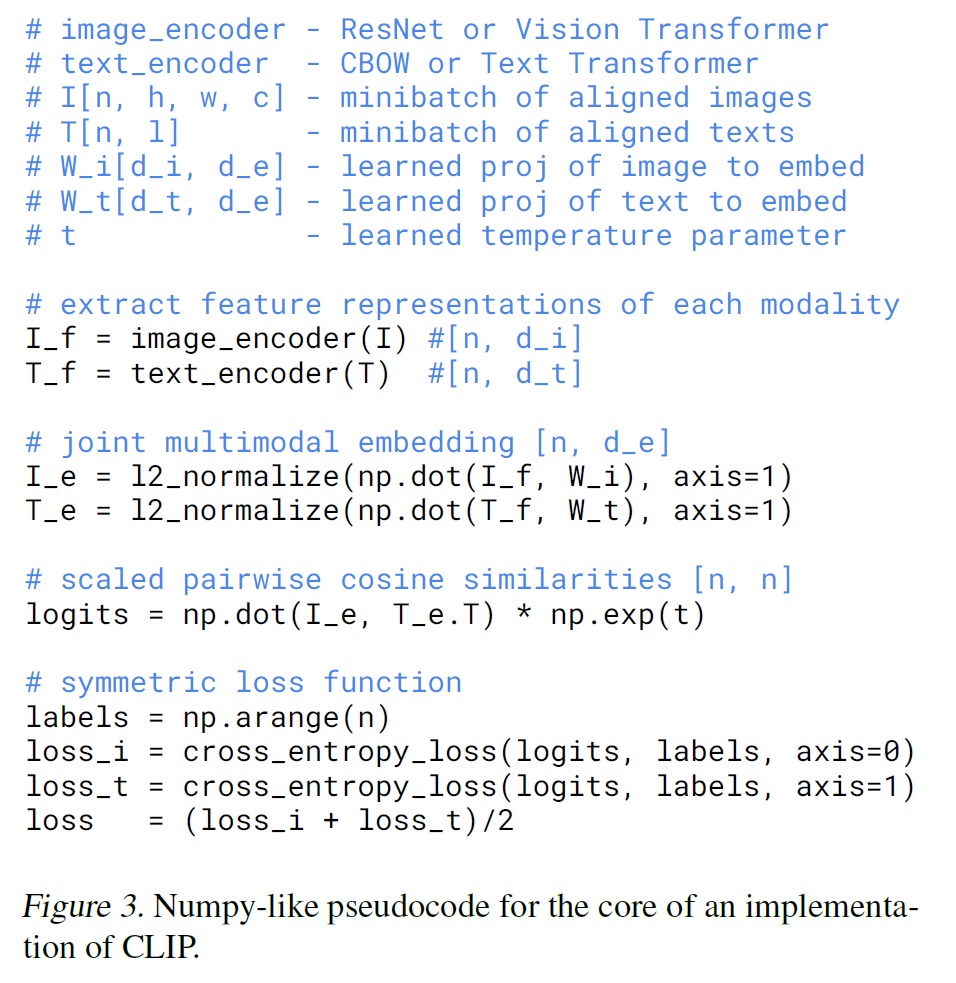 # image_encoder - ResNet or Vision Transformer
# text_encoder  - CBOW or Text Transformer
# I[n, h, w, c] - minibatch of aligned images
# T[n, l]       - minibatch of aligned texts
# W_i[d_i, d_e] - learned proj of image to embed
# W_t[d_t, d_e] - learned proj of text to embed
# t             - learned temperature parameter
# extract feature representations of each modality
I_f = image_encoder(I) #[n, d_i]
T_f = text_encoder(T)  #[n, d_t]
# joint multimodal embedding [n, d_e]
I_e = l2_normalize(np.dot(I_f, W_i), axis=1)
T_e = l2_normalize(np.dot(T_f, W_t), axis=1)
# scaled pairwise cosine similarities [n, n]
logits = np.dot(I_e, T_e.T) * np.exp(t)
# symmetric loss function
labels = np.arange(n)
loss_i = cross_entropy_loss(logits, labels, axis=0)
loss_t = cross_entropy_loss(logits, labels, axis=1)
loss   = (loss_i + loss_t)/2
Figure 3. Numpy-like pseudocode for the core of an implementa-
tion of CLIP.